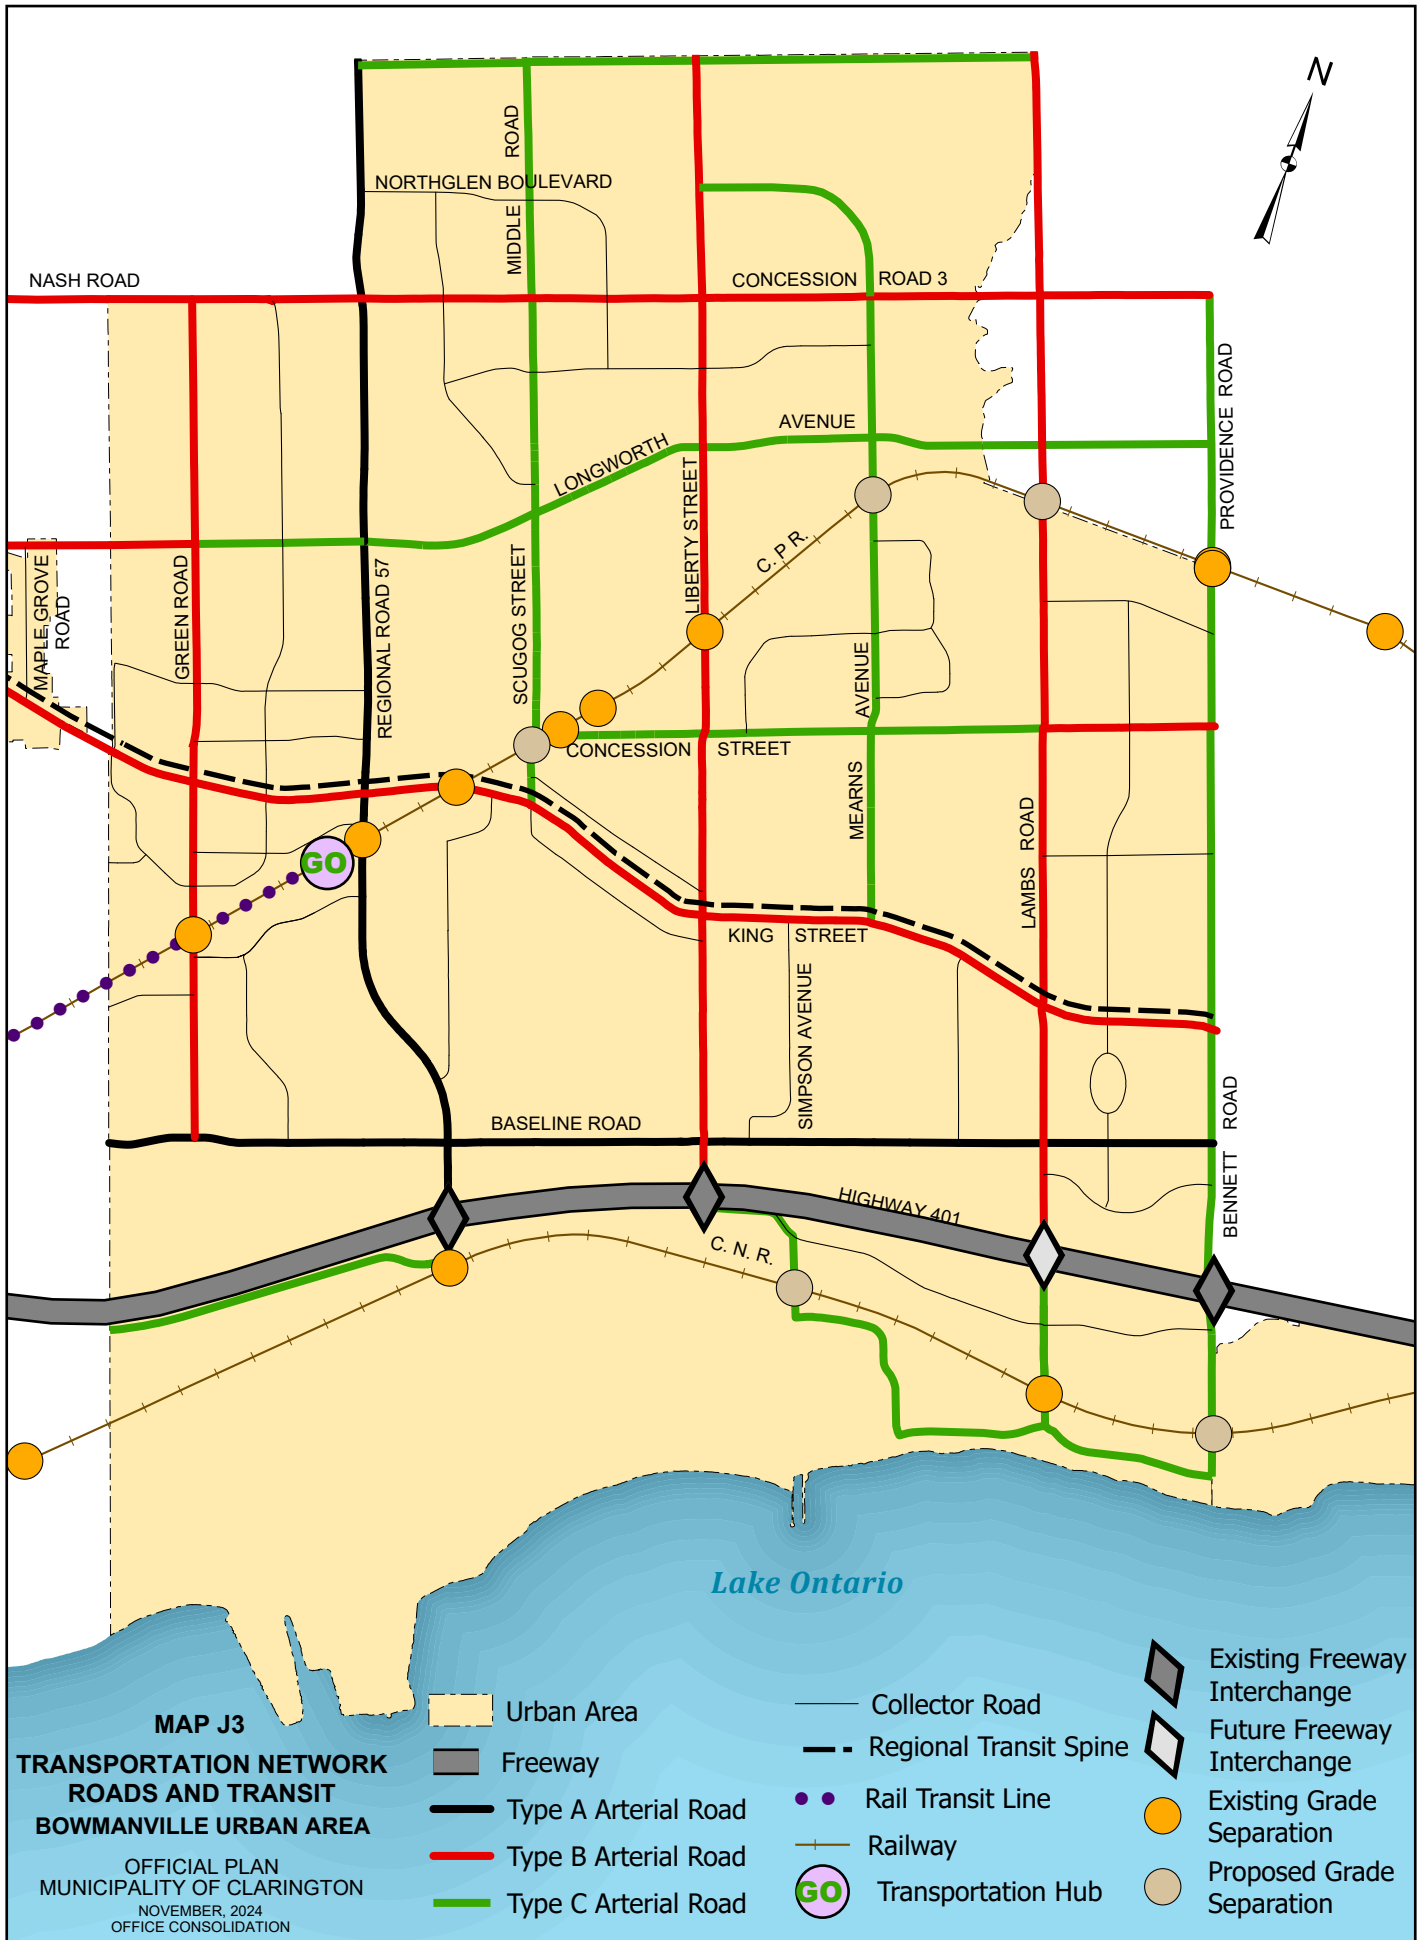 N
ROAD
MIDDLE
NORTHGLEN BOULEVARD
NASH ROAD
CONCESSION ROAD 3
PROVIDENCE ROAD
AVENUE
LONGWORTH
LIBERTY STREET
C. P R.
MAPLE GROVE
ROAD
GREEN ROAD
REGIONAL ROAD 57
SCUGOG STREET
AVENUE
MEARNS
CONCESSION STREET
LAMBS ROAD
GO
KING STREET
SIMPSON AVENUE
BASELINE ROAD
BENNETT ROAD
HIGHWAY 401
C. N. R.
Lake Ontario
MAP J3
TRANSPORTATION NETWORK
ROADS AND TRANSIT
BOWMANVILLE URBAN AREA
OFFICIAL PLAN
MUNICIPALITY OF CLARINGTON
NOVEMBER, 2024
OFFICE CONSOLIDATION
Urban Area
Freeway
Type A Arterial Road
Type B Arterial Road
Type C Arterial Road
Collector Road
Regional Transit Spine
Rail Transit Line
Railway
GO
Transportation Hub
Existing Freeway
Interchange
Future Freeway
Interchange
Existing Grade
Separation
Proposed Grade
Separation